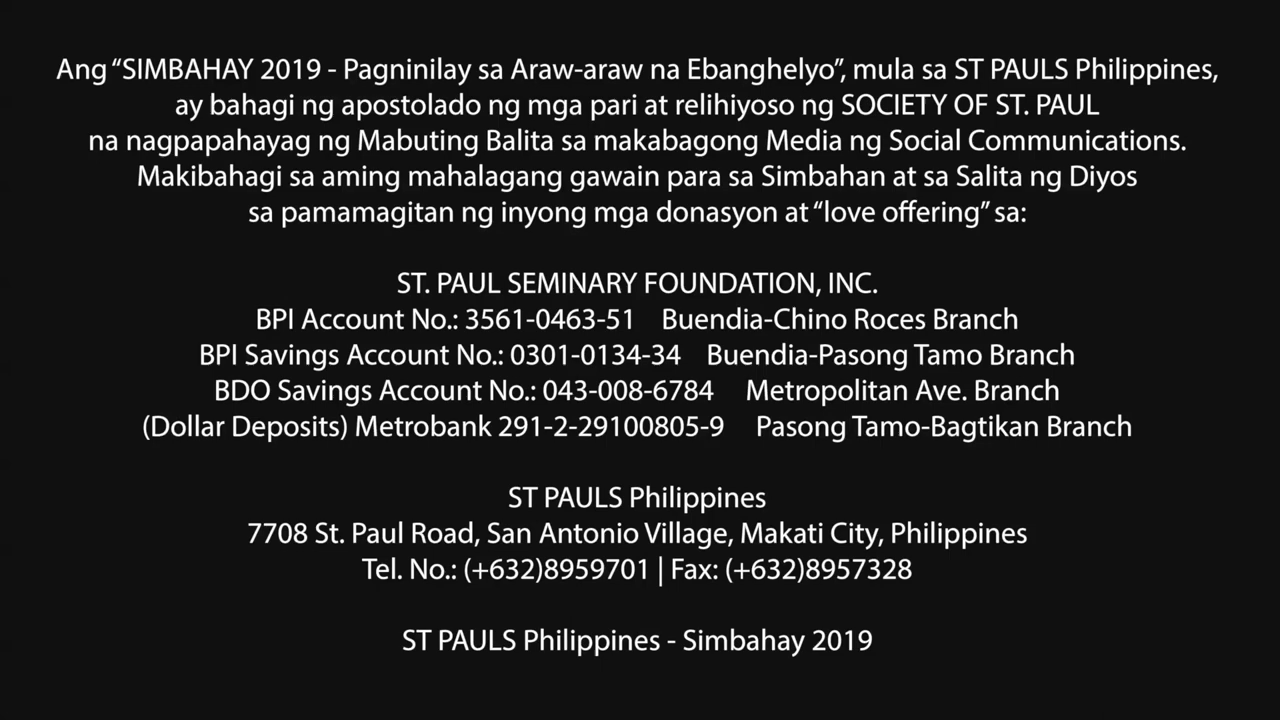 Ang “SIMBAHAY 2019 - Pagninilay sa Araw-araw na Ebanghelyo”, mula sa ST PAULS Philippines,
ay bahagi ng apostolado ng mga pari at relihiyoso ng SOCIETY OF ST. PAUL
na nagpapahayag ng Mabuting Balita sa makabagong Media ng Social Communications.
Makibahagi sa aming mahalagang gawain para sa Simbahan at sa Salita ng Diyos
sa pamamagitan ng inyong mga donasyon at “love offering” sa:
ST. PAUL SEMINARY FOUNDATION, INC.
BPI Account No.: 3561-0463-51 Buendia-Chino Roces Branch
BPI Savings Account No.: 0301-0134-34 Buendia-Pasong Tamo Branch
BDO Savings Account No.: 043-008-6784 Metropolitan Ave. Branch
(Dollar Deposits) Metrobank 291-2-29100805-9 Pasong Tamo-Bagtikan Branch
ST PAULS Philippines
7708 St. Paul Road, San Antonio Village, Makati City, Philippines
Tel. No.: (+632)8959701 | Fax: (+632)8957328
ST PAULS Philippines - Simbahay 2019